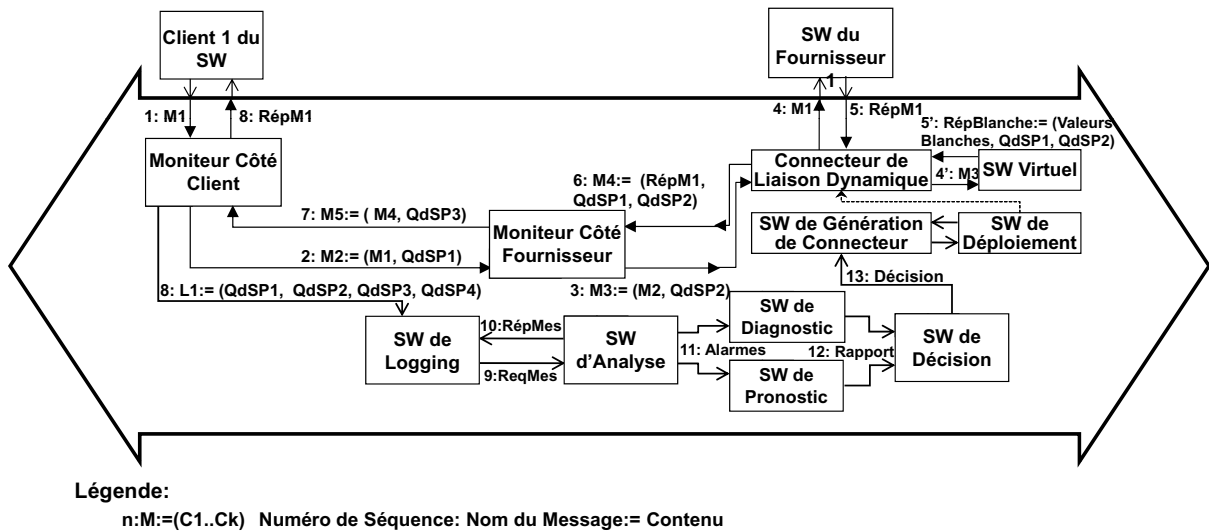 Client 1 du
SW
SW du
Fournisseur
1
1: M1
8: RépM1
4: M1
5: RépM1
5’: RépBlanche:= (Valeurs
Blanches, QdSP1, QdSP2)
Moniteur Côté
Client
Connecteur de
Liaison Dynamique
SW Virtuel
4’: M3
6: M4:= (RépM1,
QdSP1, QdSP2)
7: M5:= ( M4, QdSP3)
Moniteur Côté
Fournisseur
SW de Génération
de Connecteur
SW de
Déploiement
2: M2:= (M1, QdSP1)
13: Décision
8: L1:= (QdSP1, QdSP2, QdSP3, QdSP4)
3: M3:= (M2, QdSP2)
SW de
Logging
10:RépMes
9:ReqMes
SW
d’Analyse
11: Alarmes
SW de
Diagnostic
12: Rapport
SW de
Pronostic
SW de
Décision
Légende:
n:M:=(C1..Ck) Numéro de Séquence: Nom du Message:= Contenu